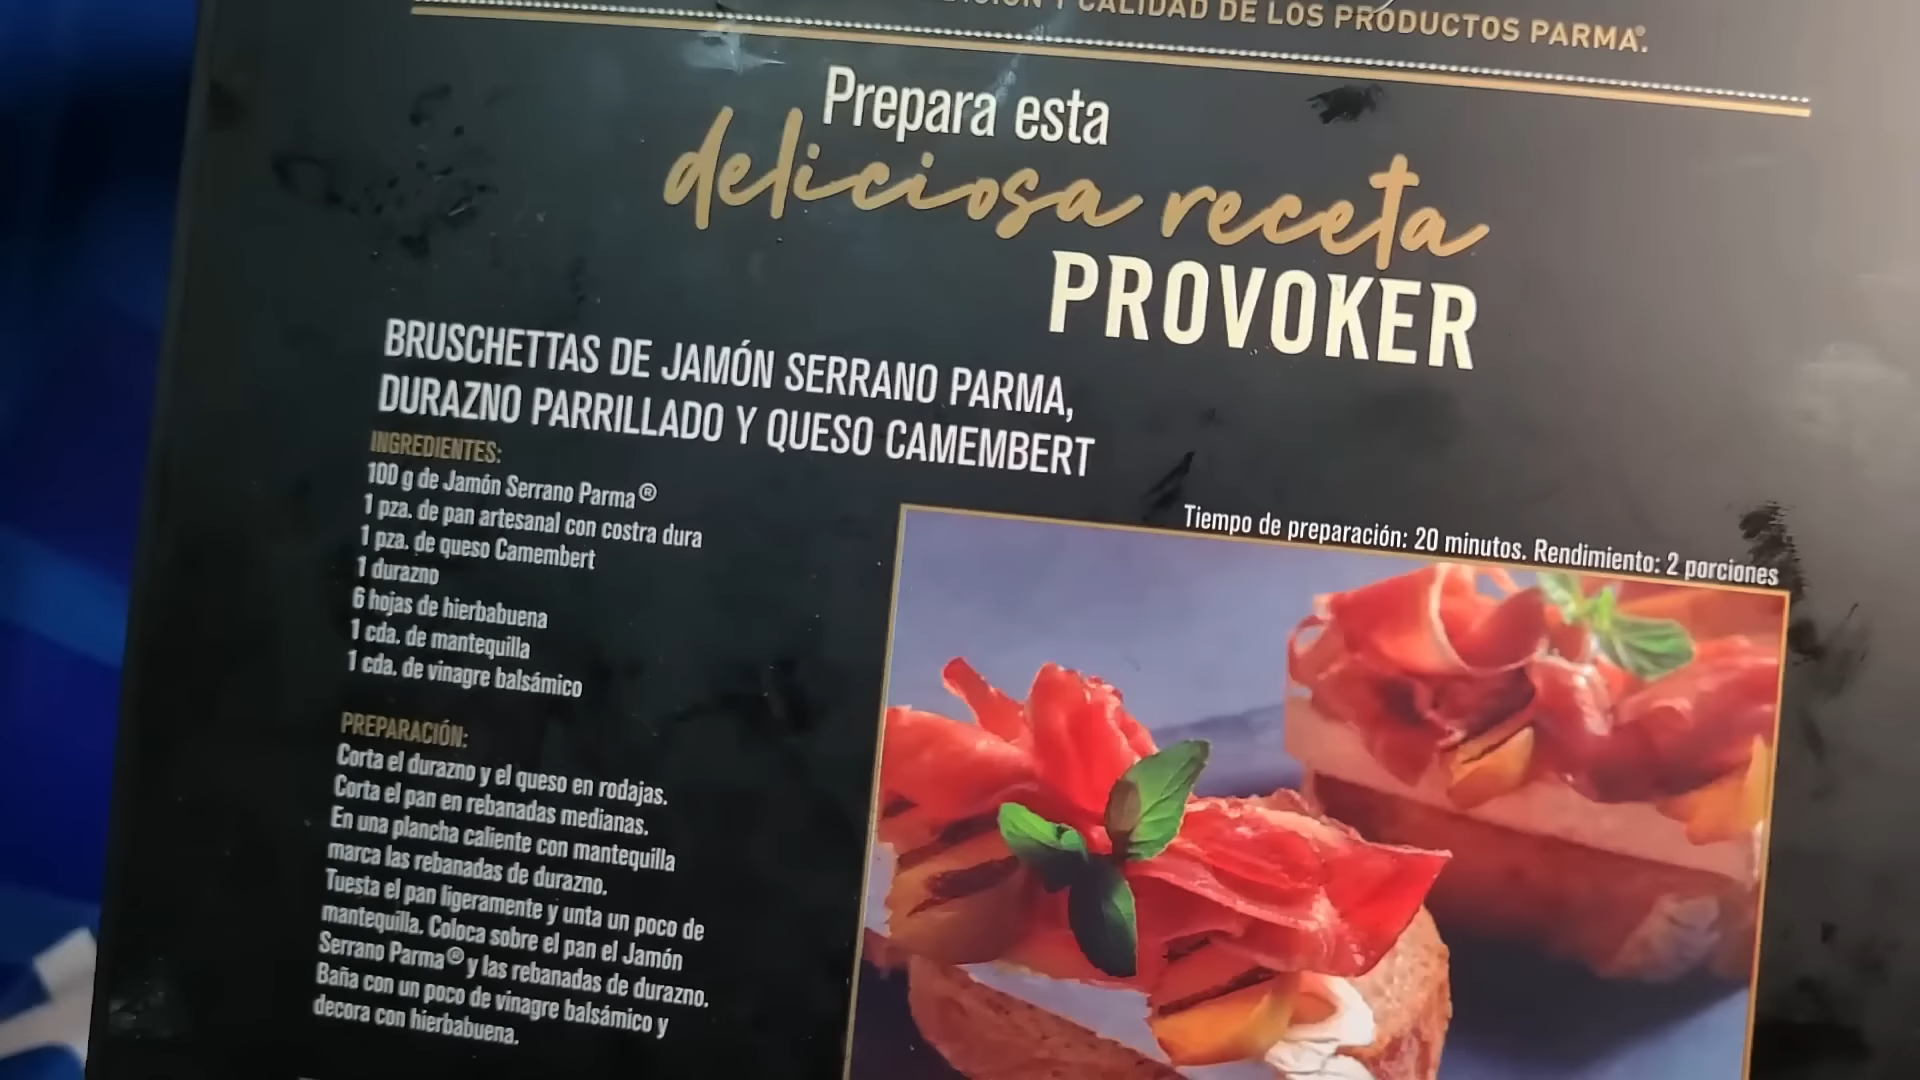 Y CALIDAD DE LOS PRODUCTOS PARMA®.
Prepara esta
deliciosa receta
PROVOKER
BRUSCHETTAS DE JAMÓN SERRANO PARMA,
DURAZNO PARRILLADO Y QUESO CAMEMBERT
INGREDIENTES:
100 g de Jamón Serrano Parma®
1 pza. de pan artesanal con costra dura
1 pza. de queso Camembert
1 durazno
6 hojas de hierbabuena
1 cda. de mantequilla
1 cda. de vinagre balsámico
PREPARACIÓN:
Corta el durazno y el queso en rodajas.
Corta el pan en rebanadas medianas.
En una plancha caliente con mantequilla
marca las rebanadas de durazno.
Tuesta el pan ligeramente y unta un poco de
mantequilla. Coloca sobre el pan el Jamón
Serrano Parma® y las rebanadas de durazno.
Baña con un poco de vinagre balsámico y
decora con hierbabuena.
Tiempo de preparación: 20 minutos. Rendimiento: 2 porciones